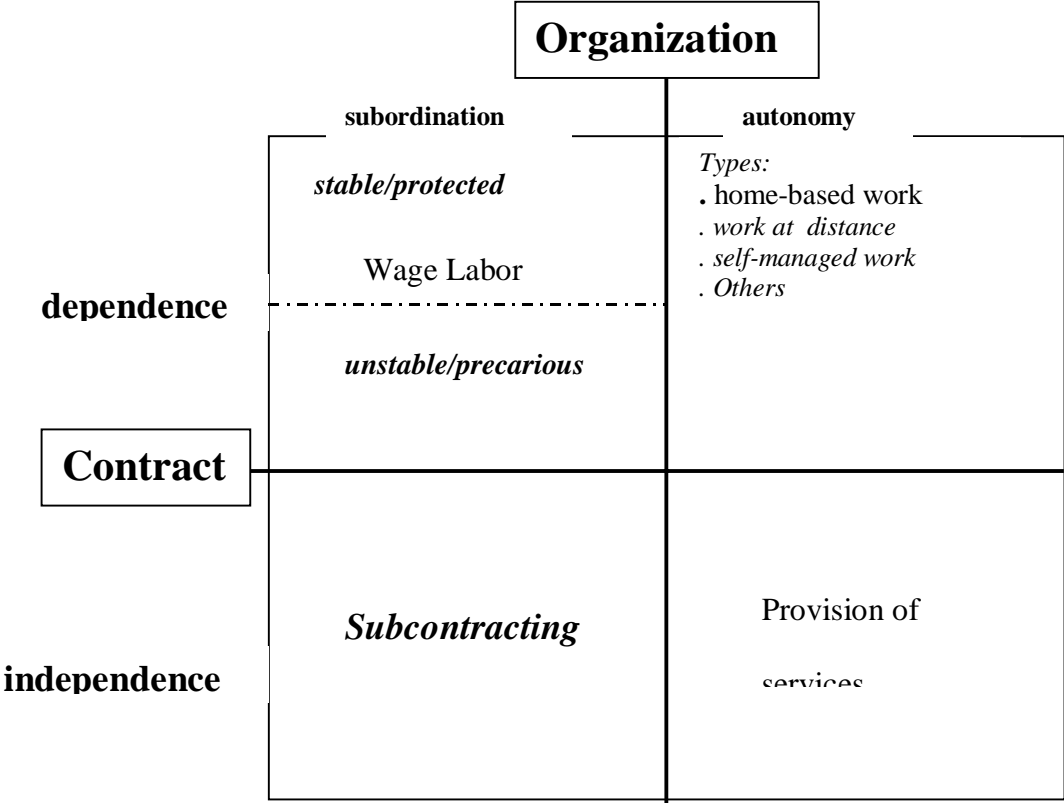 Organization
subordination
autonomy
stable/protected
Types:
. home-based work
. work at distance
. self-managed work
. Others
Wage Labor
dependence
unstable/precarious
Contract
Subcontracting
Provision of
services
independence